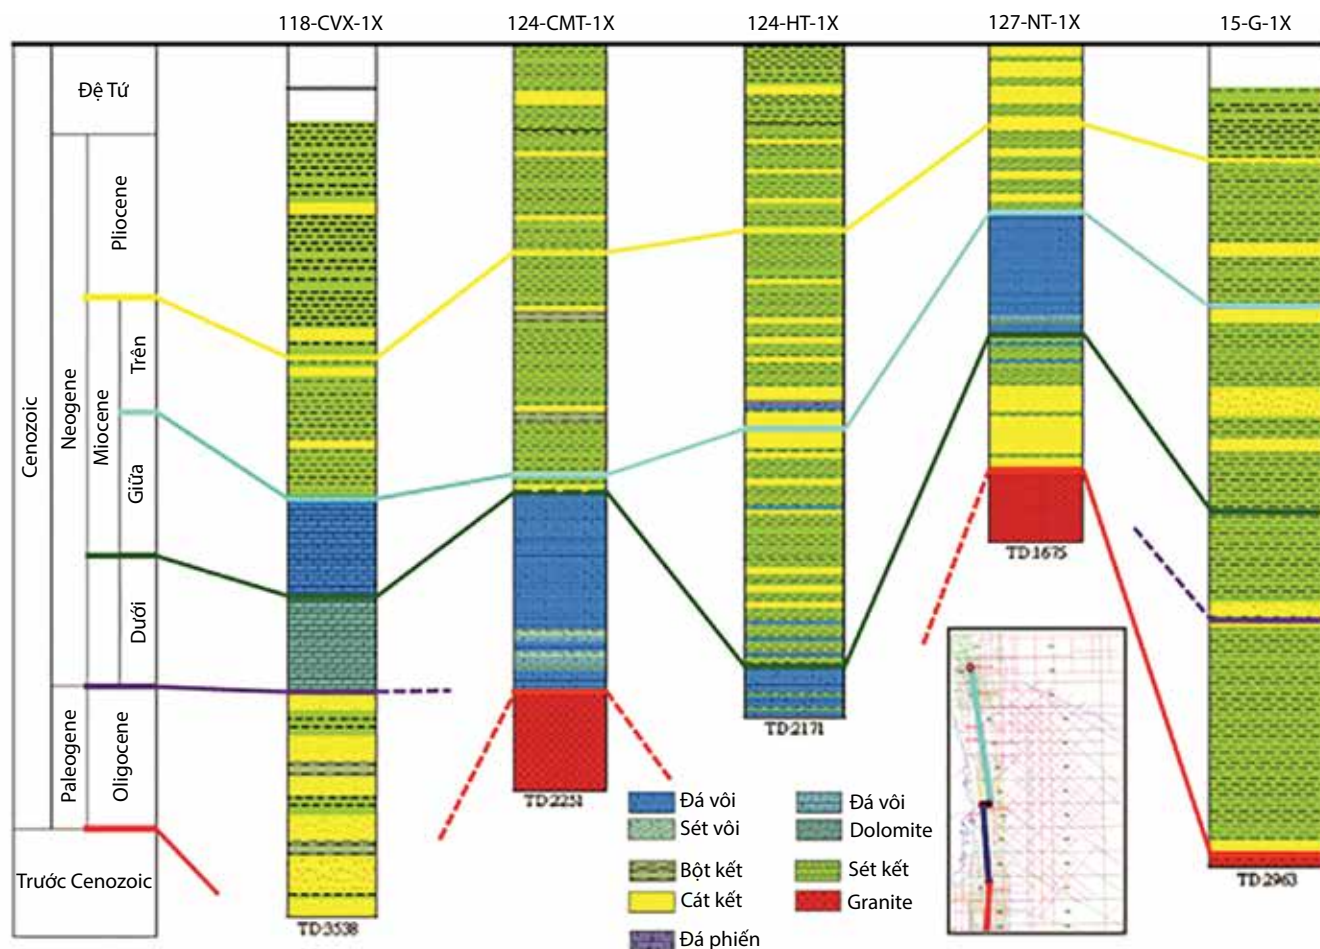 118-CVX-1X
124-CMT-1X
124-HT-1X
127-NT-1X
15-G-1X
Cenozoic
Đệ Tứ
Neogene
Pliocene
Miocene
Trên
Giữa
Dưới
Paleogene
Oligocene
Trước Cenozoic
TD:3538
TD:2251
TD:2171
TD:1675
TD:2963
Đá vôi
Sét vôi
Bột kết
Cát kết
Đá phiến
Đá vôi
Dolomite
Sét kết
Granite